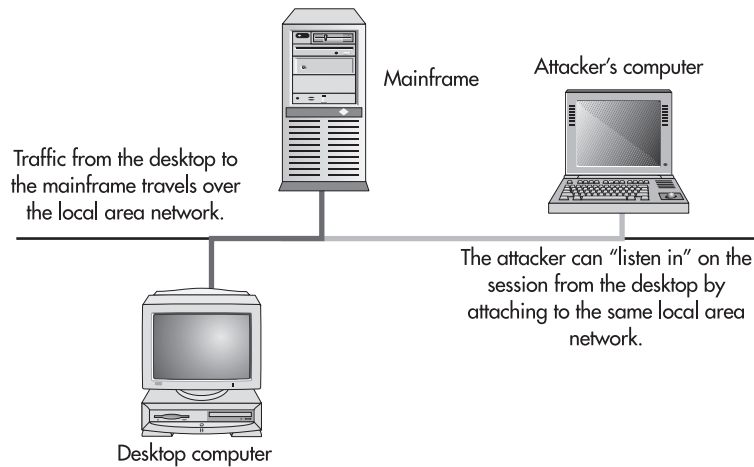 Mainframe
Attacker's computer
Traffic from the desktop to
the mainframe travels over
the local area network.
The attacker can “listen in” on the
session from the desktop by
attaching to the same local area
network.
Desktop computer